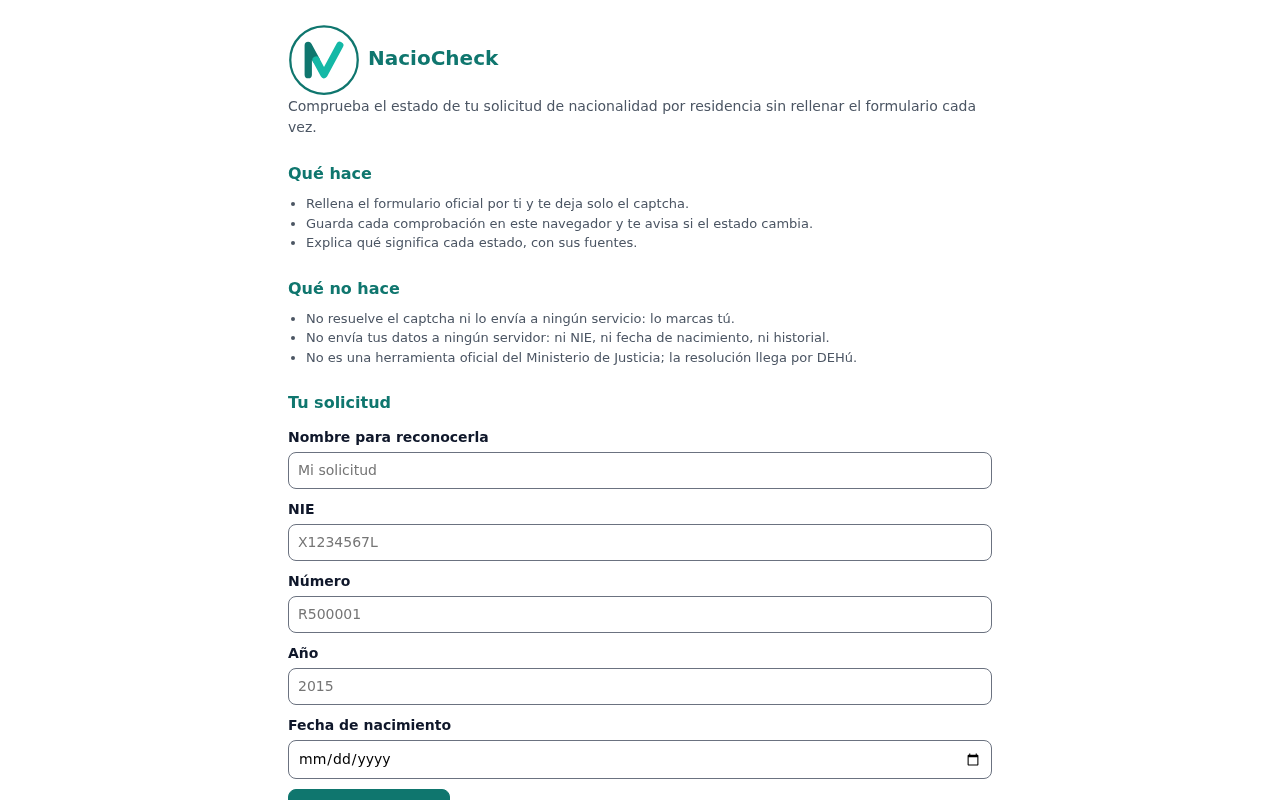 NacioCheck
Comprueba el estado de tu solicitud de nacionalidad por residencia sin rellenar el formulario cada
vez.
Qué hace
• Rellena el formulario oficial por ti y te deja solo el captcha.
• Guarda cada comprobación en este navegador y te avisa si el estado cambia.
• Explica qué significa cada estado, con sus fuentes.
Qué no hace
• No resuelve el captcha ni lo envía a ningún servicio: lo marcas tú.
• No envía tus datos a ningún servidor: ni NIE, ni fecha de nacimiento, ni historial.
• No es una herramienta oficial del Ministerio de Justicia; la resolución llega por DEHú.
Tu solicitud
Nombre para reconocerla
Mi solicitud
NIE
X1234567L
Número
R500001
Año
2015
Fecha de nacimiento
mm/dd/yyyy